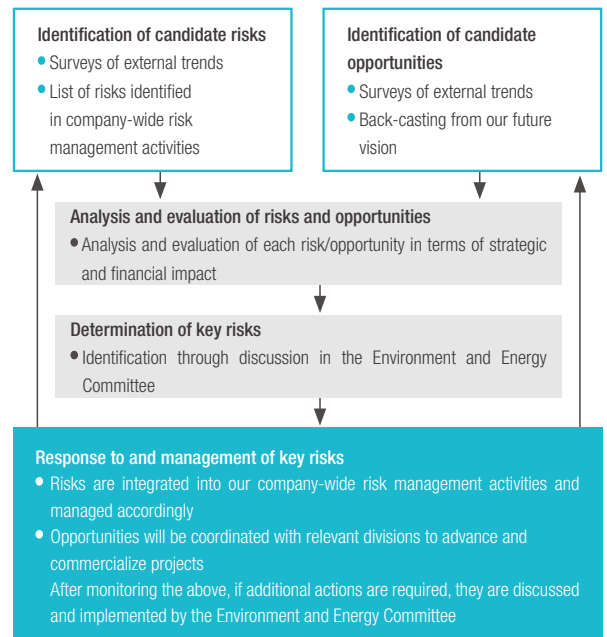 Identification of candidate risks
• Surveys of external trends
• List of risks identified
in company-wide risk
management activities
Identification of candidate
opportunities
• Surveys of external trends
• Back-casting from our future
vision
Analysis and evaluation of risks and opportunities
• Analysis and evaluation of each risk/opportunity in terms of strategic
and financial impact
Determination of key risks
• Identification through discussion in the Environment and Energy
Committee
Response to and management of key risks
• Risks are integrated into our company-wide risk management activities and
managed accordingly
• Opportunities will be coordinated with relevant divisions to advance and
commercialize projects
After monitoring the above, if additional actions are required, they are discussed
and implemented by the Environment and Energy Committee